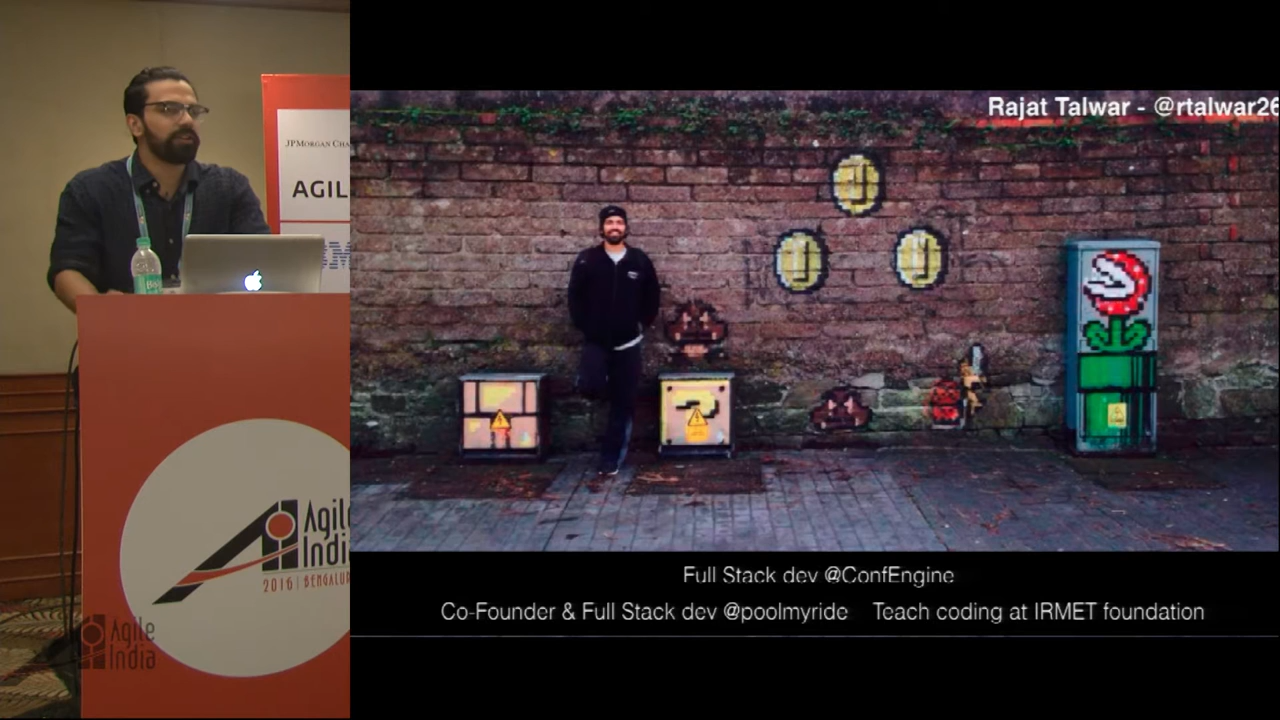 JPMORGAN CHA
AGIL
Agile
India
2016 | BENGALUR
Agile
India
Rajat Talwar - @rtalwar26
Full Stack dev @ConfEngine
Co-Founder & Full Stack dev @poolmyride Teach coding at IRMET foundation